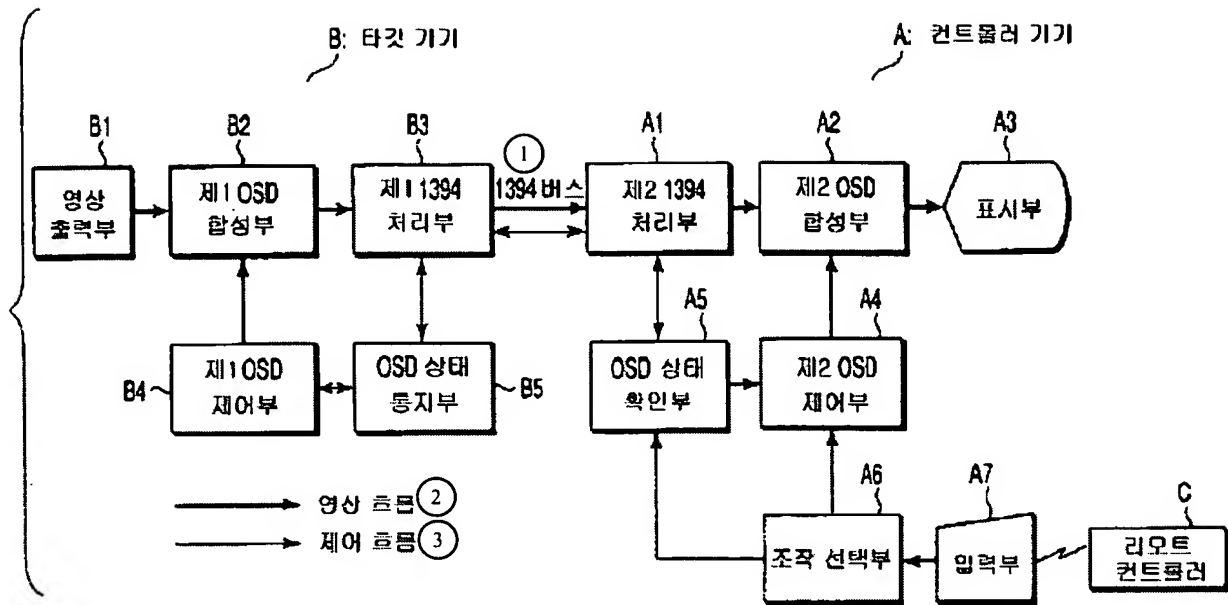 B: 타깃 기기
A: 컨트롤러 기기
B1
B2
B3
A1
A2
A3
영상
출력부
제1 OSD
합성부
제1 1394
처리부
1
1394 버스
제2 1394
처리부
제2 OSD
합성부
표시부
B4
제1 OSD
제어부
OSD 상태
통지부
B5
A5
OSD 상태
확인부
A4
제2 OSD
제어부
영상 흐름 2
제어 흐름 3
A6
조작 선택부
A7
입력부
C
리모트
컨트롤러